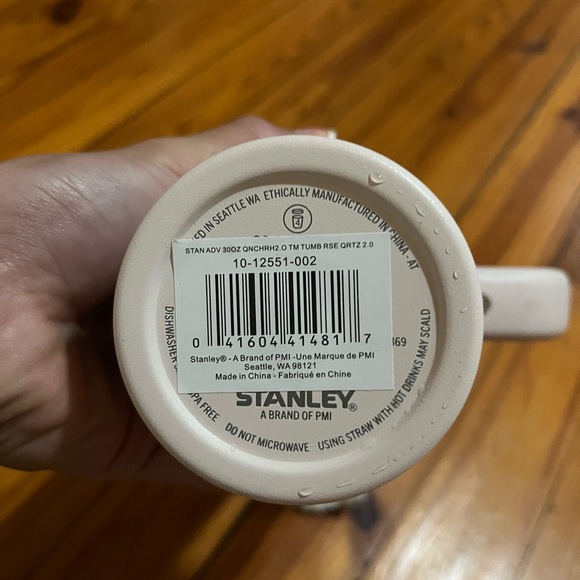 ED IN SEATTLE WA ETHICALLY MANUFACTURED IN CHINA - AT
4
STAN ADV 30OZ QNCHRH2.O TM TUMB RSE QRTZ 2.0
10-12551-002
0 41604 41481 7
Stanley® - A Brand of PMI -Une Marque de PMI
Seattle, WA 98121
Made in China - Fabriqué en Chine
DISHWASHER
PA FREE
369
STANLEY®
A BRAND OF PMI
DO NOT MICROWAVE
USING STRAW WITH HOT DRINKS MAY SCALD